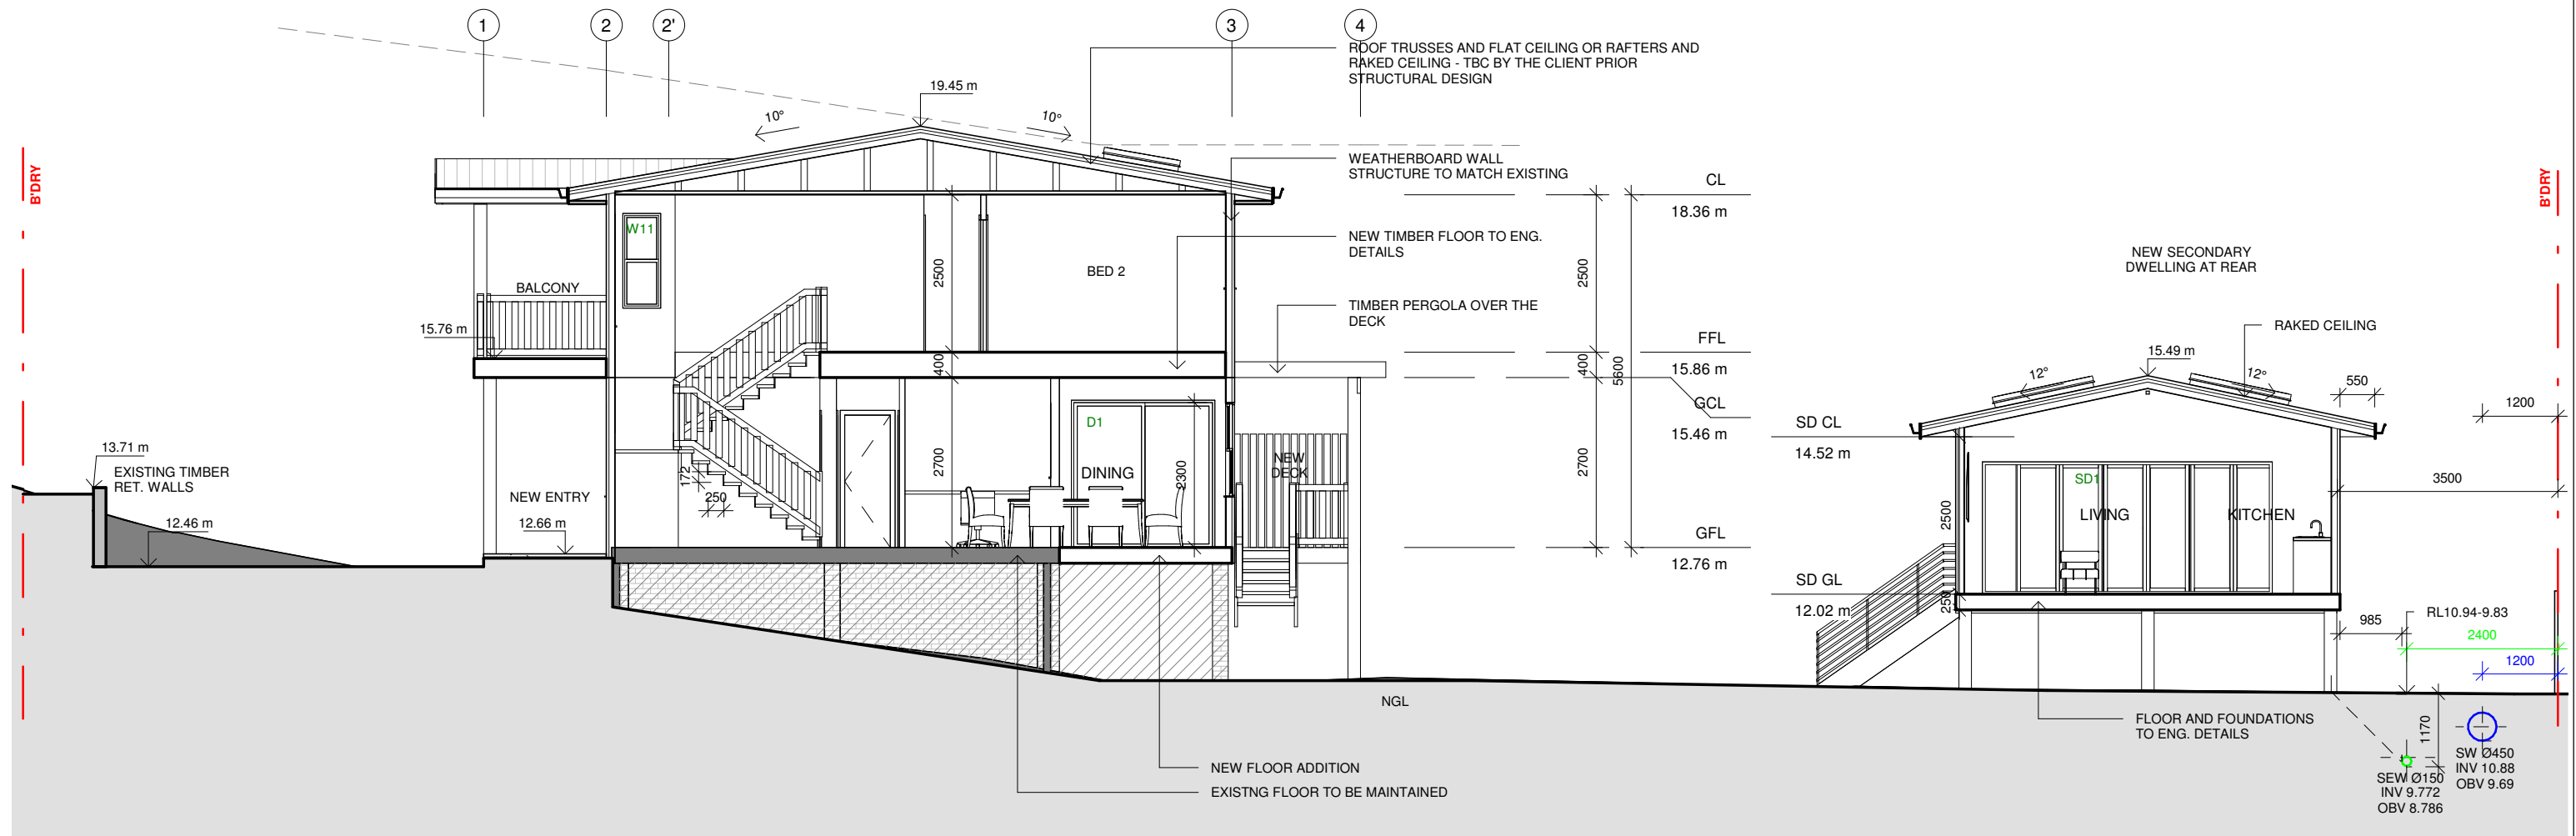 1
2
2'
3
4
ROOF TRUSSES AND FLAT CEILING OR RAFTERS AND
RAKED CEILING - TBC BY THE CLIENT PRIOR
STRUCTURAL DESIGN
19.45 m
10°
10°
B'DRY
B'DRY
WEATHERBOARD WALL
STRUCTURE TO MATCH EXISTING
CL
18.36 m
W11
NEW TIMBER FLOOR TO ENG.
DETAILS
NEW SECONDARY
DWELLING AT REAR
2500
BED 2
2500
BALCONY
TIMBER PERGOLA OVER THE
DECK
15.76 m
RAKED CEILING
FFL
15.86 m
400
400
5600
15.49 m
12°
12°
550
GCL
15.46 m
1200
D1
SD CL
14.52 m
13.71 m
EXISTING TIMBER
RET. WALLS
172
250
2700
DINING
2300
NEW
DECK
2700
SD1
3500
NEW ENTRY
12.66 m
12.46 m
2500
LIVING
KITCHEN
GFL
12.76 m
SD GL
12.02 m
250
RL10.94-9.83
985
2400
1200
NGL
FLOOR AND FOUNDATIONS
TO ENG. DETAILS
1170
SW Ø450
INV 10.88
OBV 9.69
SEW Ø150
INV 9.772
OBV 8.786
NEW FLOOR ADDITION
EXISTNG FLOOR TO BE MAINTAINED